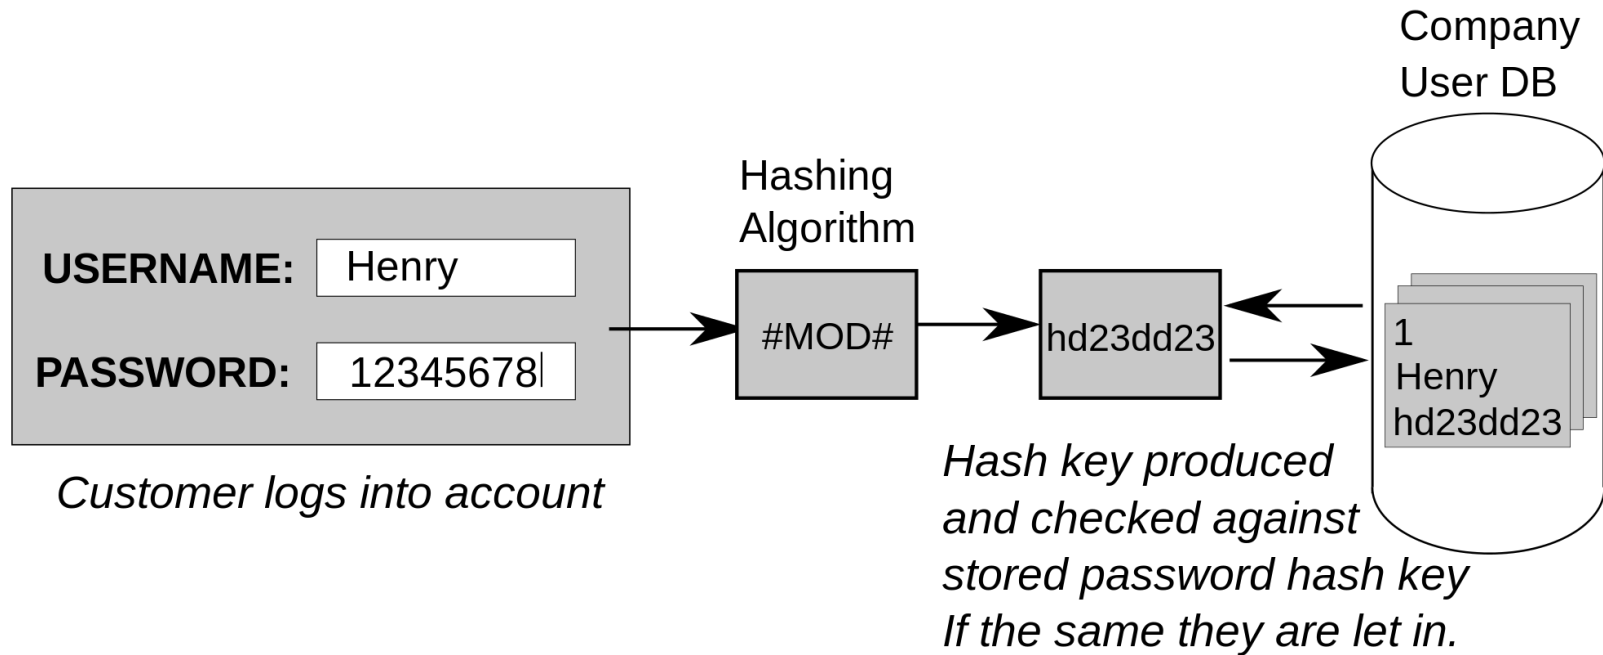 Company
User DB
Hashing
Algorithm
USERNAME: Henry
PASSWORD: 12345678
#MOD#
hd23dd23
1
Henry
hd23dd23
Customer logs into account
Hash key produced
and checked against
stored password hash key
If the same they are let in.